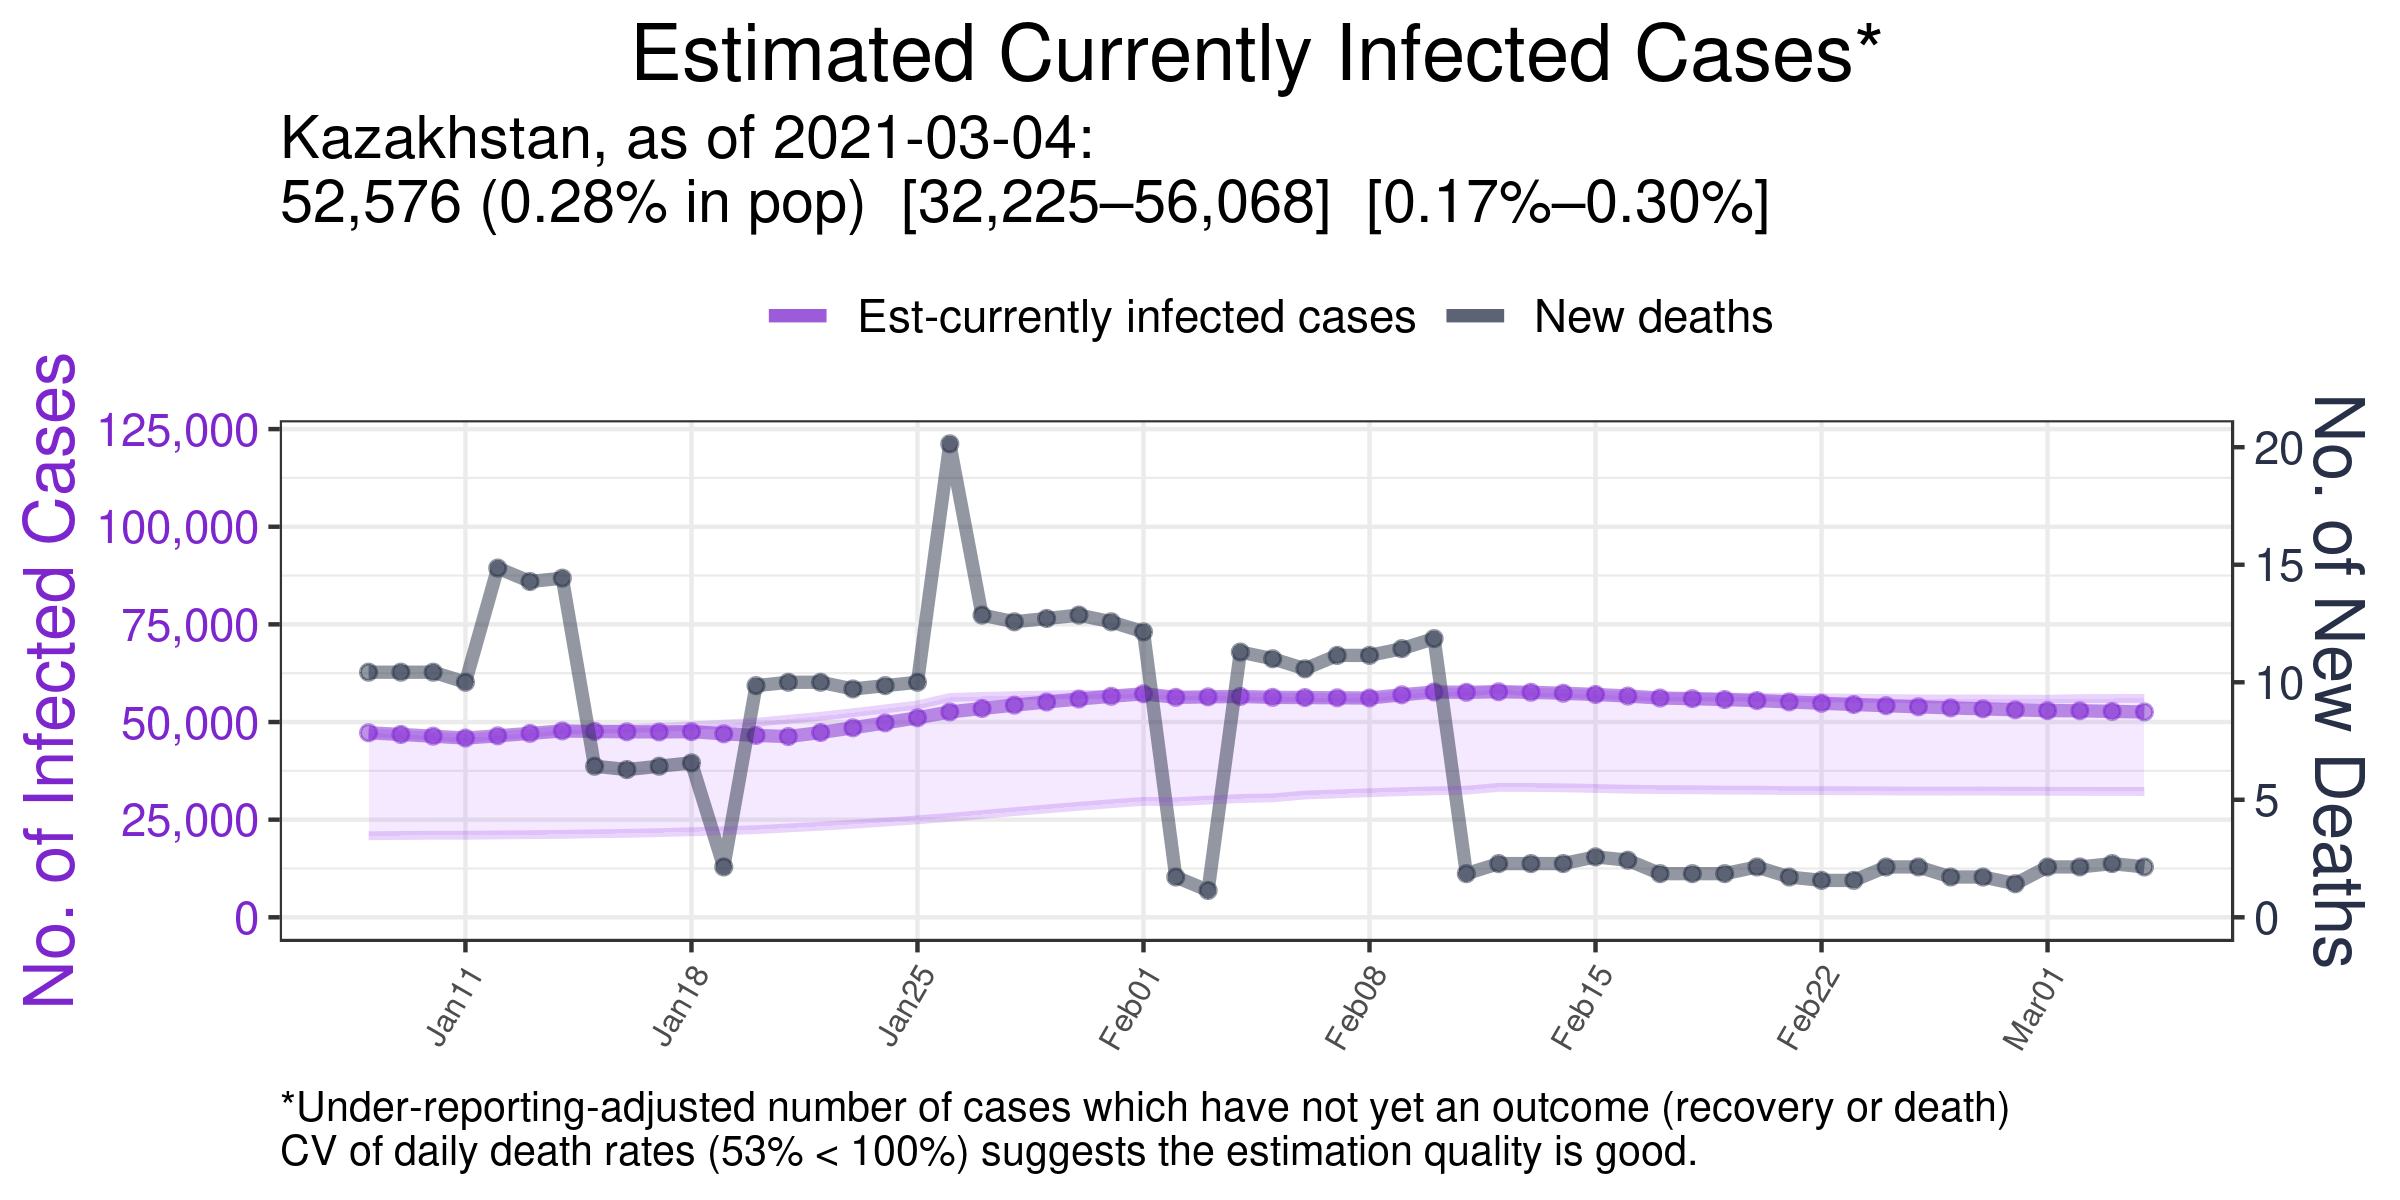 Estimated Currently Infected Cases*
Kazakhstan, as of 2021-03-04:
52,576 (0.28% in pop)  [32,225–56,068]  [0.17%–0.30%]
Est-currently infected cases
New deaths
No. of Infected Cases
125,000
100,000
75,000
50,000
25,000
0
20
15
10
5
0
No. of New Deaths
Jan11
Jan18
Jan25
Feb01
Feb08
Feb15
Feb22
Mar01
*Under-reporting-adjusted number of cases which have not yet an outcome (recovery or death)
CV of daily death rates (53% < 100%) suggests the estimation quality is good.